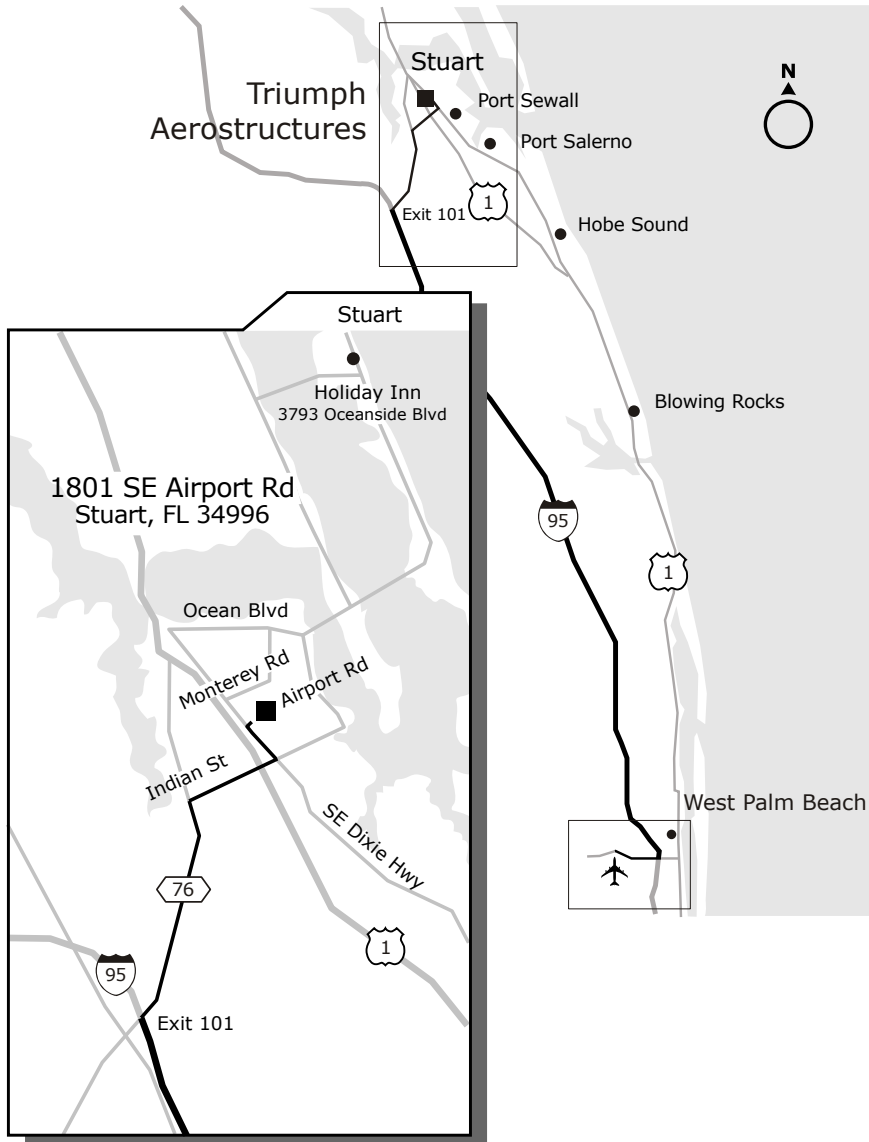 Stuart
Triumph
Aerostructures
Port Sewall
Port Salerno
N
1
Exit 101
Hobe Sound
Stuart
Holiday Inn
3793 Oceanside Blvd
Blowing Rocks
1801 SE Airport Rd
Stuart, FL 34996
95
1
Ocean Blvd
Monterey Rd
Airport Rd
Indian St
SE Dixie Hwy
West Palm Beach
76
1
95
Exit 101